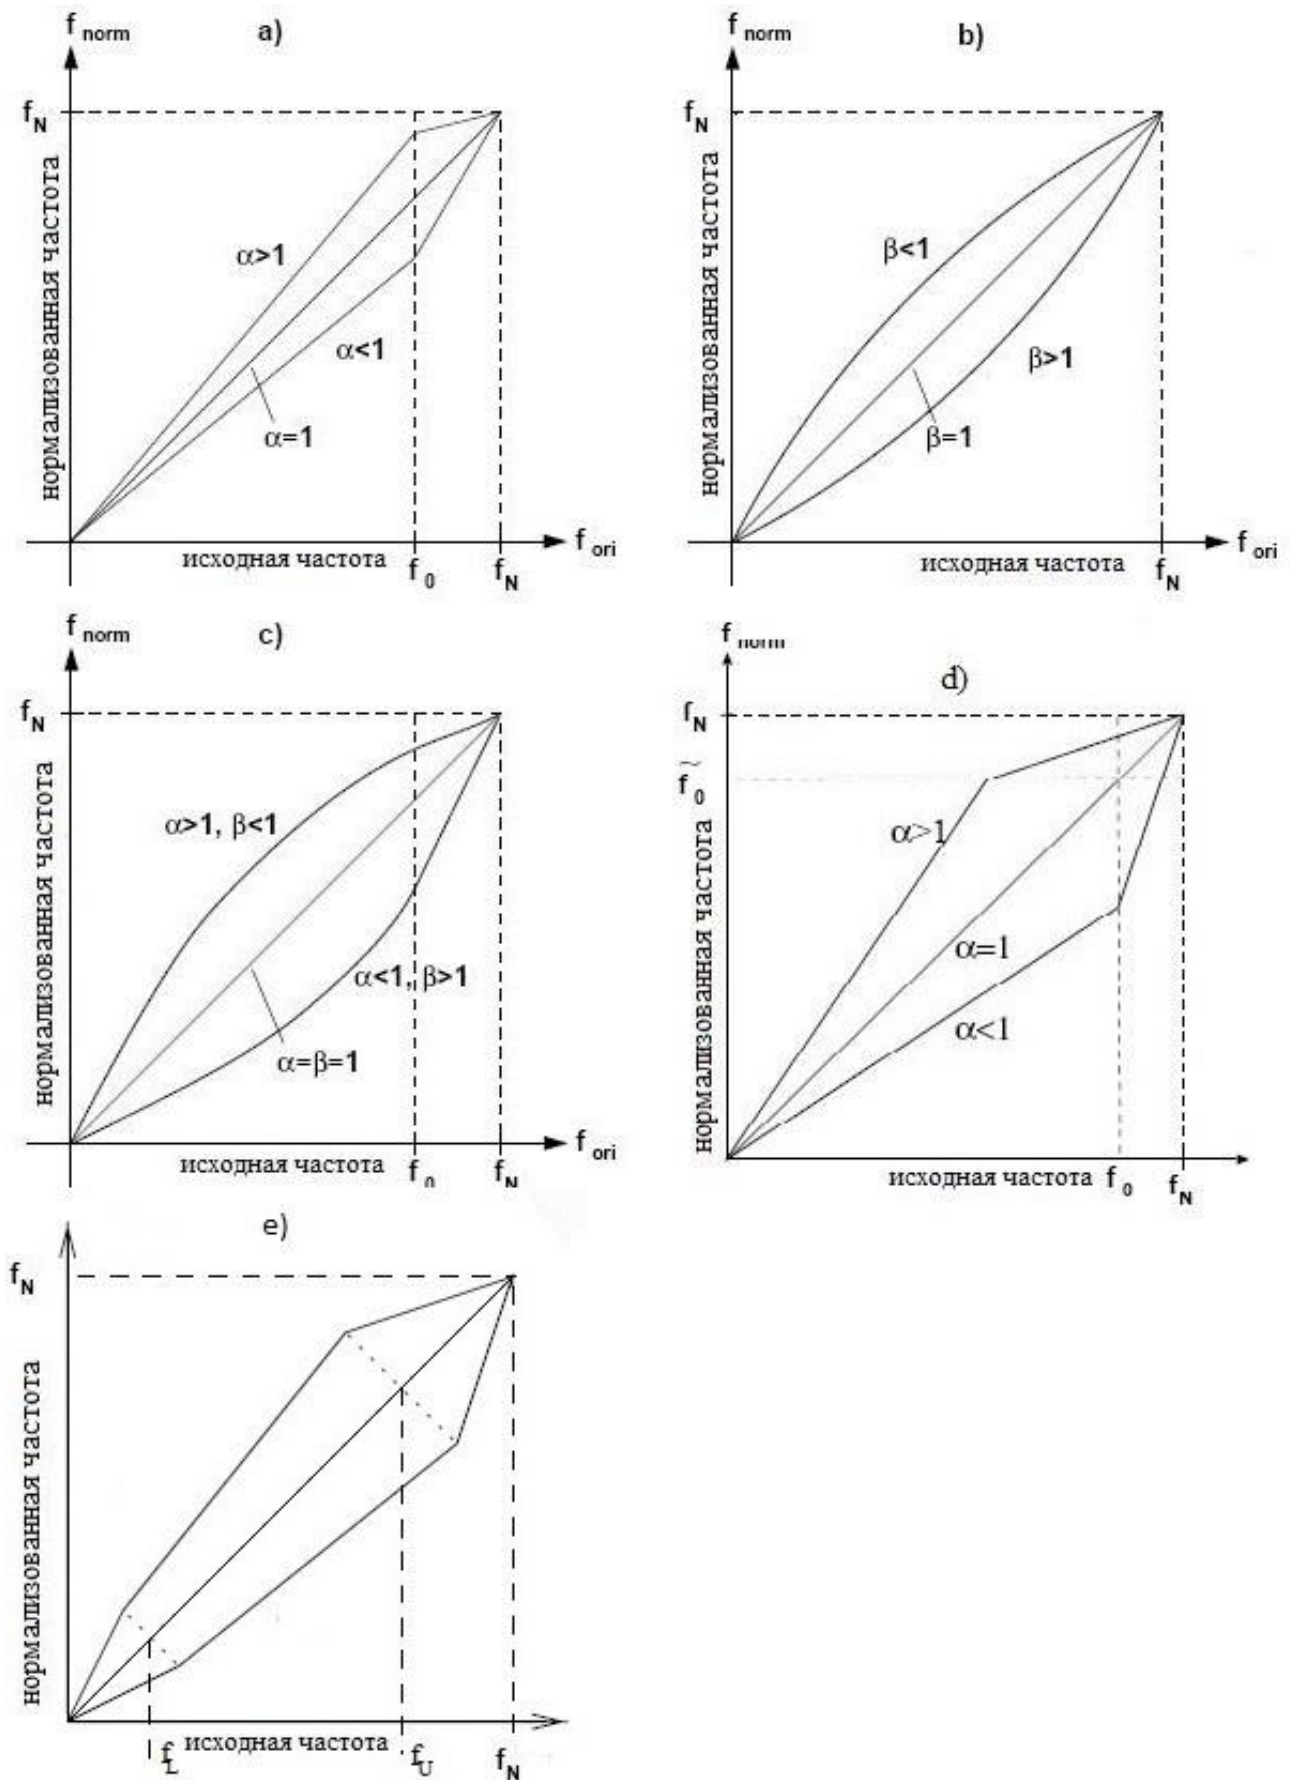 f norm
a)
f N
нормализованная частота
α>1
α<1
α=1
исходная частота
f 0
f N
f ori
f norm
b)
f N
нормализованная частота
β<1
β>1
β=1
исходная частота
f N
f ori
f norm
c)
f N
нормализованная частота
α>1, β<1
α<1, β>1
α=β=1
исходная частота
f 0
f N
f ori
f norm
d)
f N
f̃ 0
нормализованная частота
α>1
α=1
α<1
исходная частота
f 0
f N
e)
f N
нормализованная частота
исходная частота
f L
f U
f N